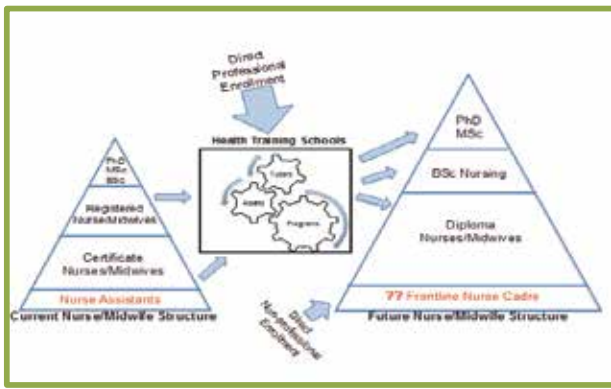 Direct
Professional
Enrollment
Health Training Schools
Tutors
Assets
Programs
PhD
MSc
BSc
Registered
Nurse/Midwives
Certificate
Nurses/Midwives
Nurse Assistants
Current Nurse/Midwife Structure
PhD
MSc
BSc Nursing
Diploma
Nurses/Midwives
?? Frontline Nurse Cadre
Future Nurse/Midwife Structure
Direct
Non-professional
Enrollment